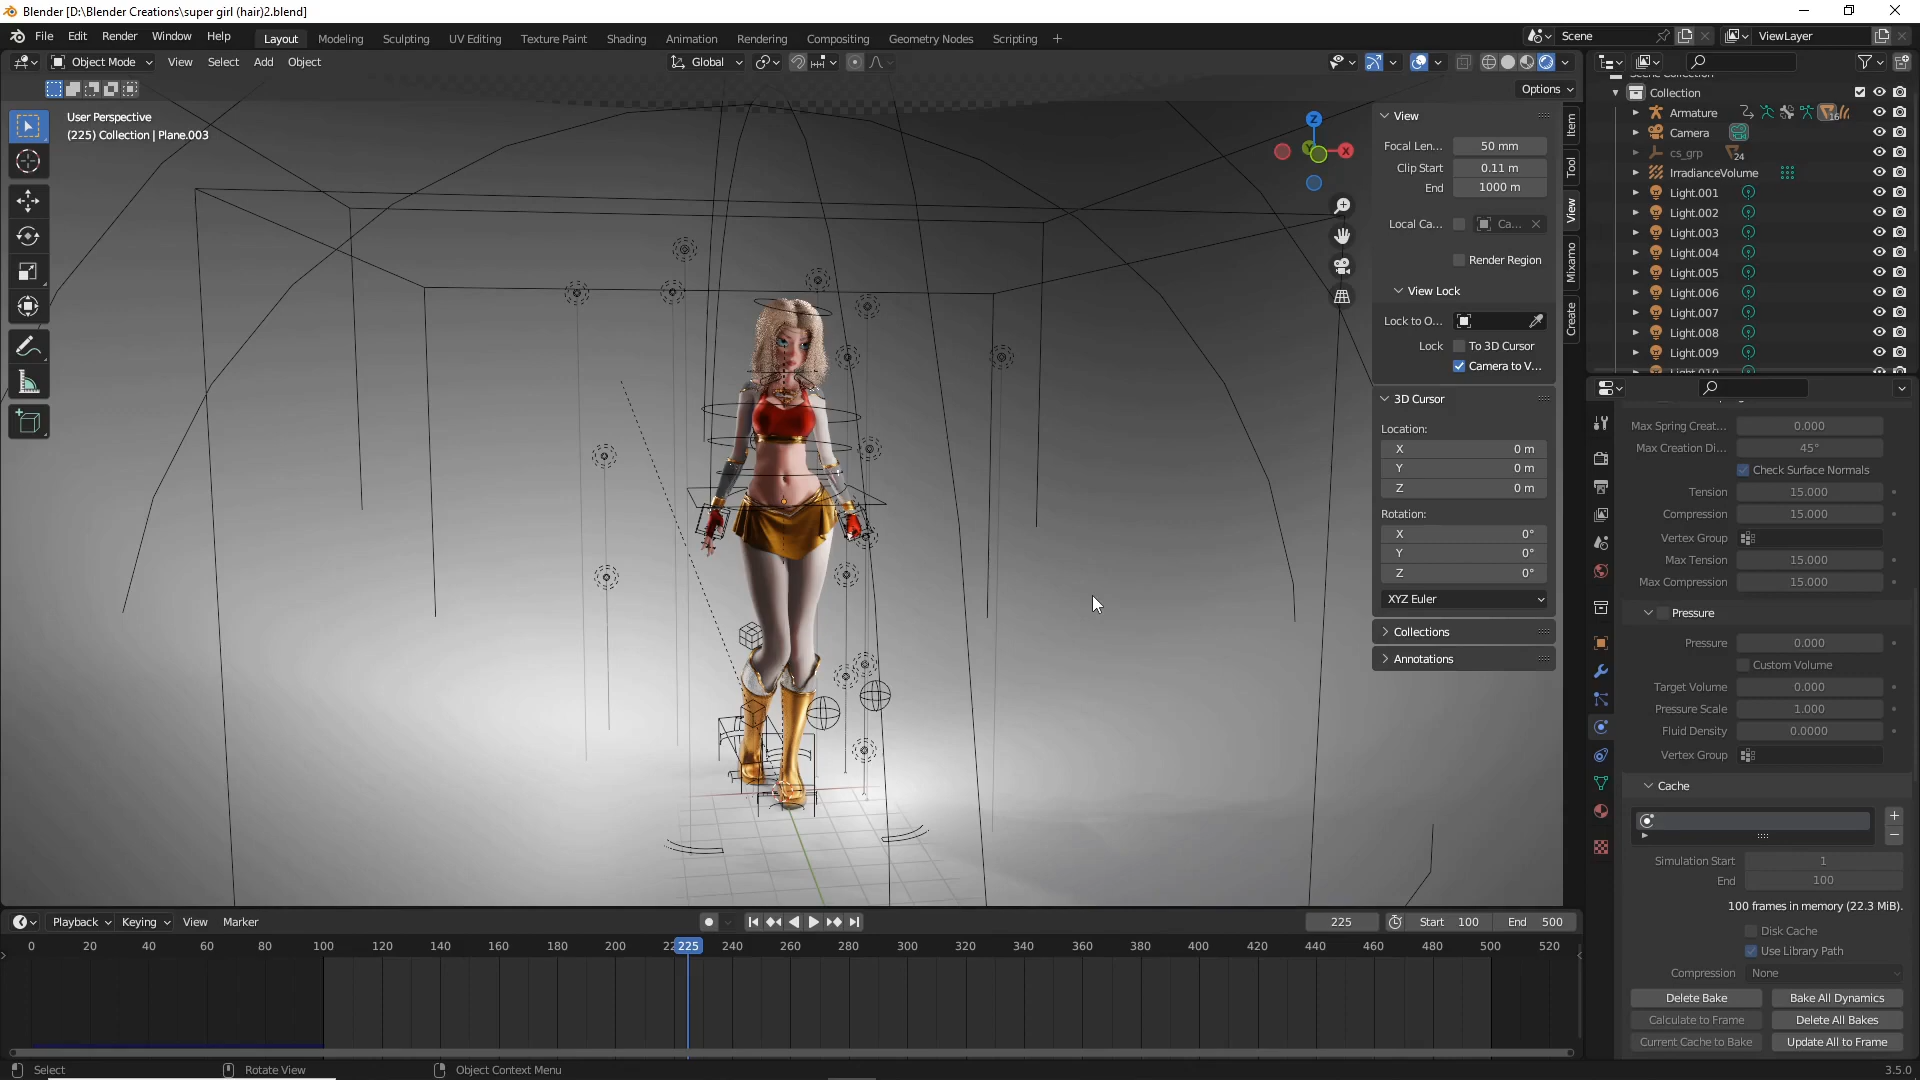 Blender [D:\Blender Creations\super girl (hair)2.blend]
File Edit Render Window Help
Layout Modeling Sculpting UV Editing Texture Paint Shading Animation Rendering Compositing Geometry Nodes Scripting +
Scene
ViewLayer
Object Mode View Select Add Object
Global
Options
User Perspective
(225) Collection | Plane.003
Z
Y
X
View
Focal Len... 50 mm
Clip Start 0.11 m
End 1000 m
Local Ca... Ca...
Render Region
View Lock
Lock to O...
Lock To 3D Cursor
Camera to V...
3D Cursor
Location:
X 0 m
Y 0 m
Z 0 m
Rotation:
X 0°
Y 0°
Z 0°
XYZ Euler
Collections
Annotations
Item
Tool
View
Mixamo
Create
Collection
Armature 16
Camera
cs_grp 24
IrradianceVolume
Light.001
Light.002
Light.003
Light.004
Light.005
Light.006
Light.007
Light.008
Light.009
Max Spring Creat... 0.000
Max Creation Di... 45°
Check Surface Normals
Tension 15.000
Compression 15.000
Vertex Group
Max Tension 15.000
Max Compression 15.000
Pressure
Pressure 0.000
Custom Volume
Target Volume 0.000
Pressure Scale 1.000
Fluid Density 0.0000
Vertex Group
Cache
Simulation Start 1
End 100
100 frames in memory (22.3 MiB).
Disk Cache
Use Library Path
Compression None
Delete Bake Bake All Dynamics
Calculate to Frame Delete All Bakes
Current Cache to Bake Update All to Frame
Playback Keying View Marker
225 Start 100 End 500
0 20 40 60 80 100 120 140 160 180 200 225 240 260 280 300 320 340 360 380 400 420 440 460 480 500 520
Select Rotate View Object Context Menu 3.5.0